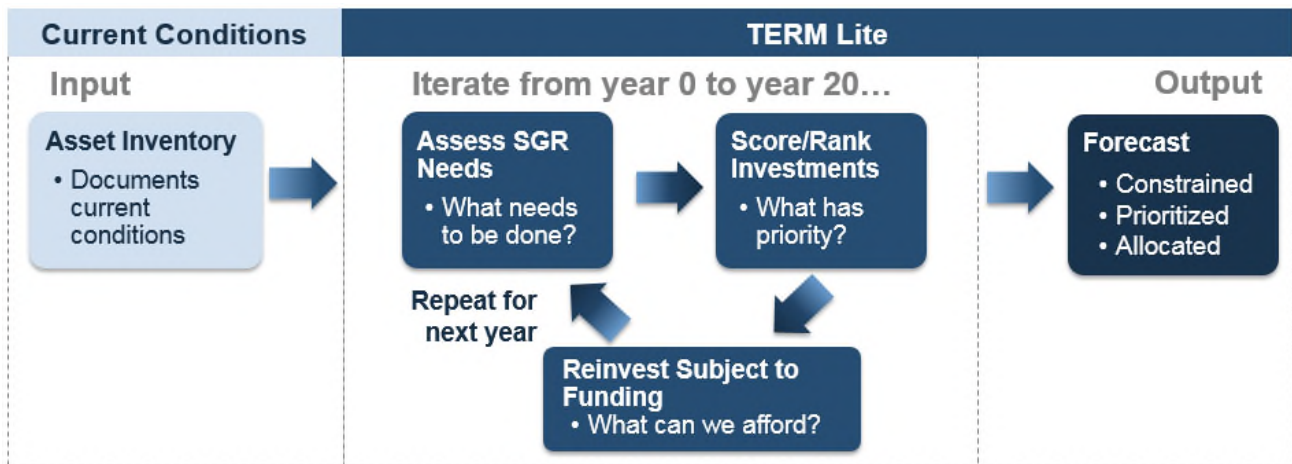 Current Conditions
TERM Lite
Input
Iterate from year 0 to year 20...
Output
Asset Inventory
• Documents
current
conditions
Assess SGR
Needs
• What needs
to be done?
Score/Rank
Investments
• What has
priority?
Forecast
• Constrained
• Prioritized
• Allocated
Repeat for
next year
Reinvest Subject to
Funding
• What can we afford?